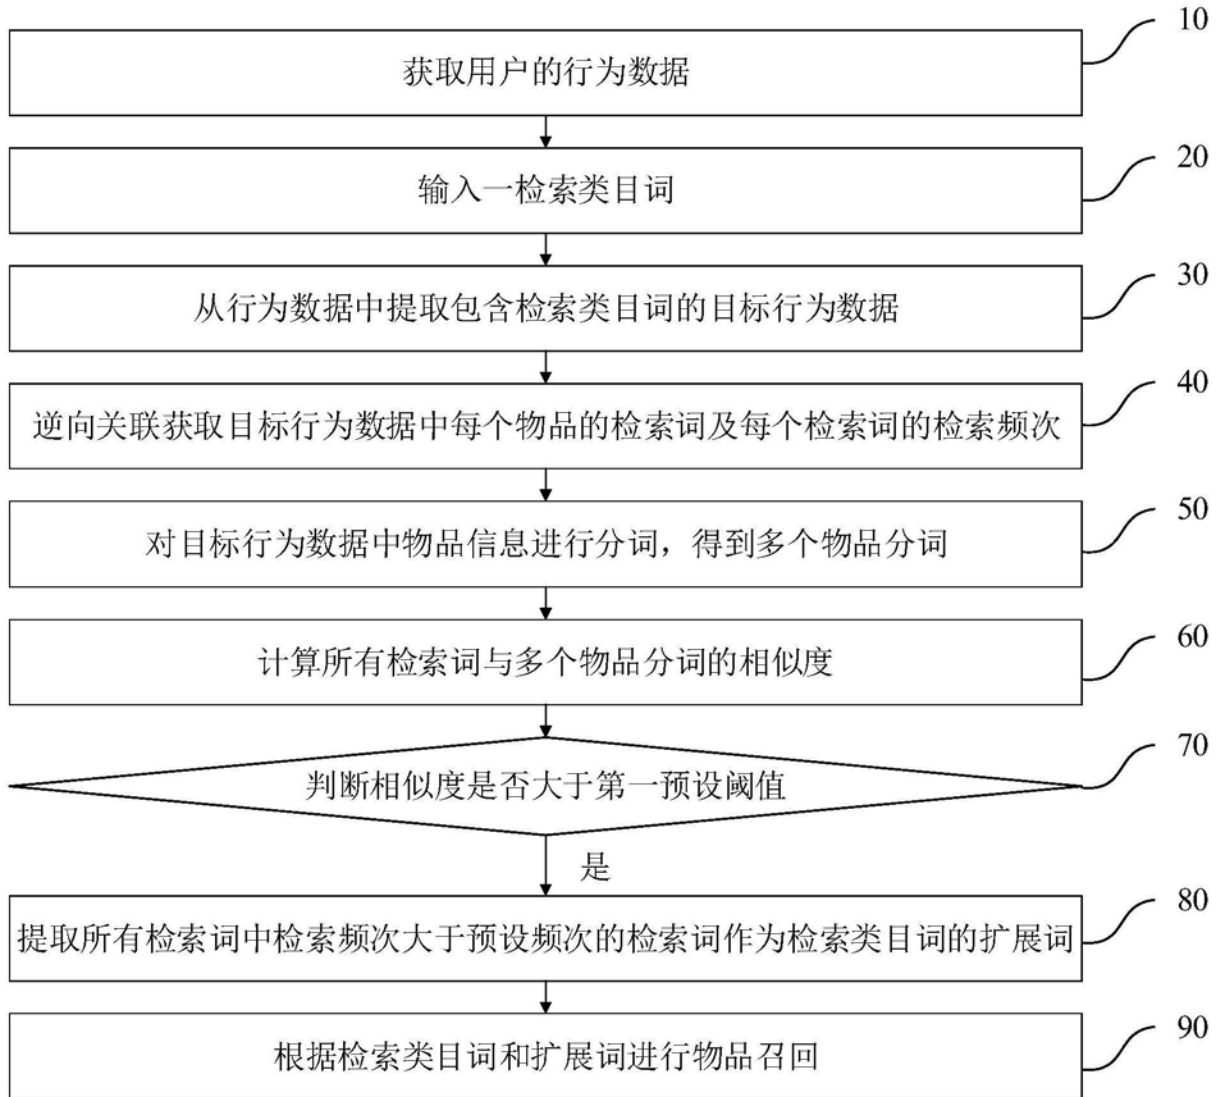 10
获取用户的行为数据
20
输入一检索类目词
30
从行为数据中提取包含检索类目词的目标行为数据
40
逆向关联获取目标行为数据中每个物品的检索词及每个检索词的检索频次
50
对目标行为数据中物品信息进行分词，得到多个物品分词
60
计算所有检索词与多个物品分词的相似度
70
判断相似度是否大于第一预设阈值
是
80
提取所有检索词中检索频次大于预设频次的检索词作为检索类目词的扩展词
90
根据检索类目词和扩展词进行物品召回